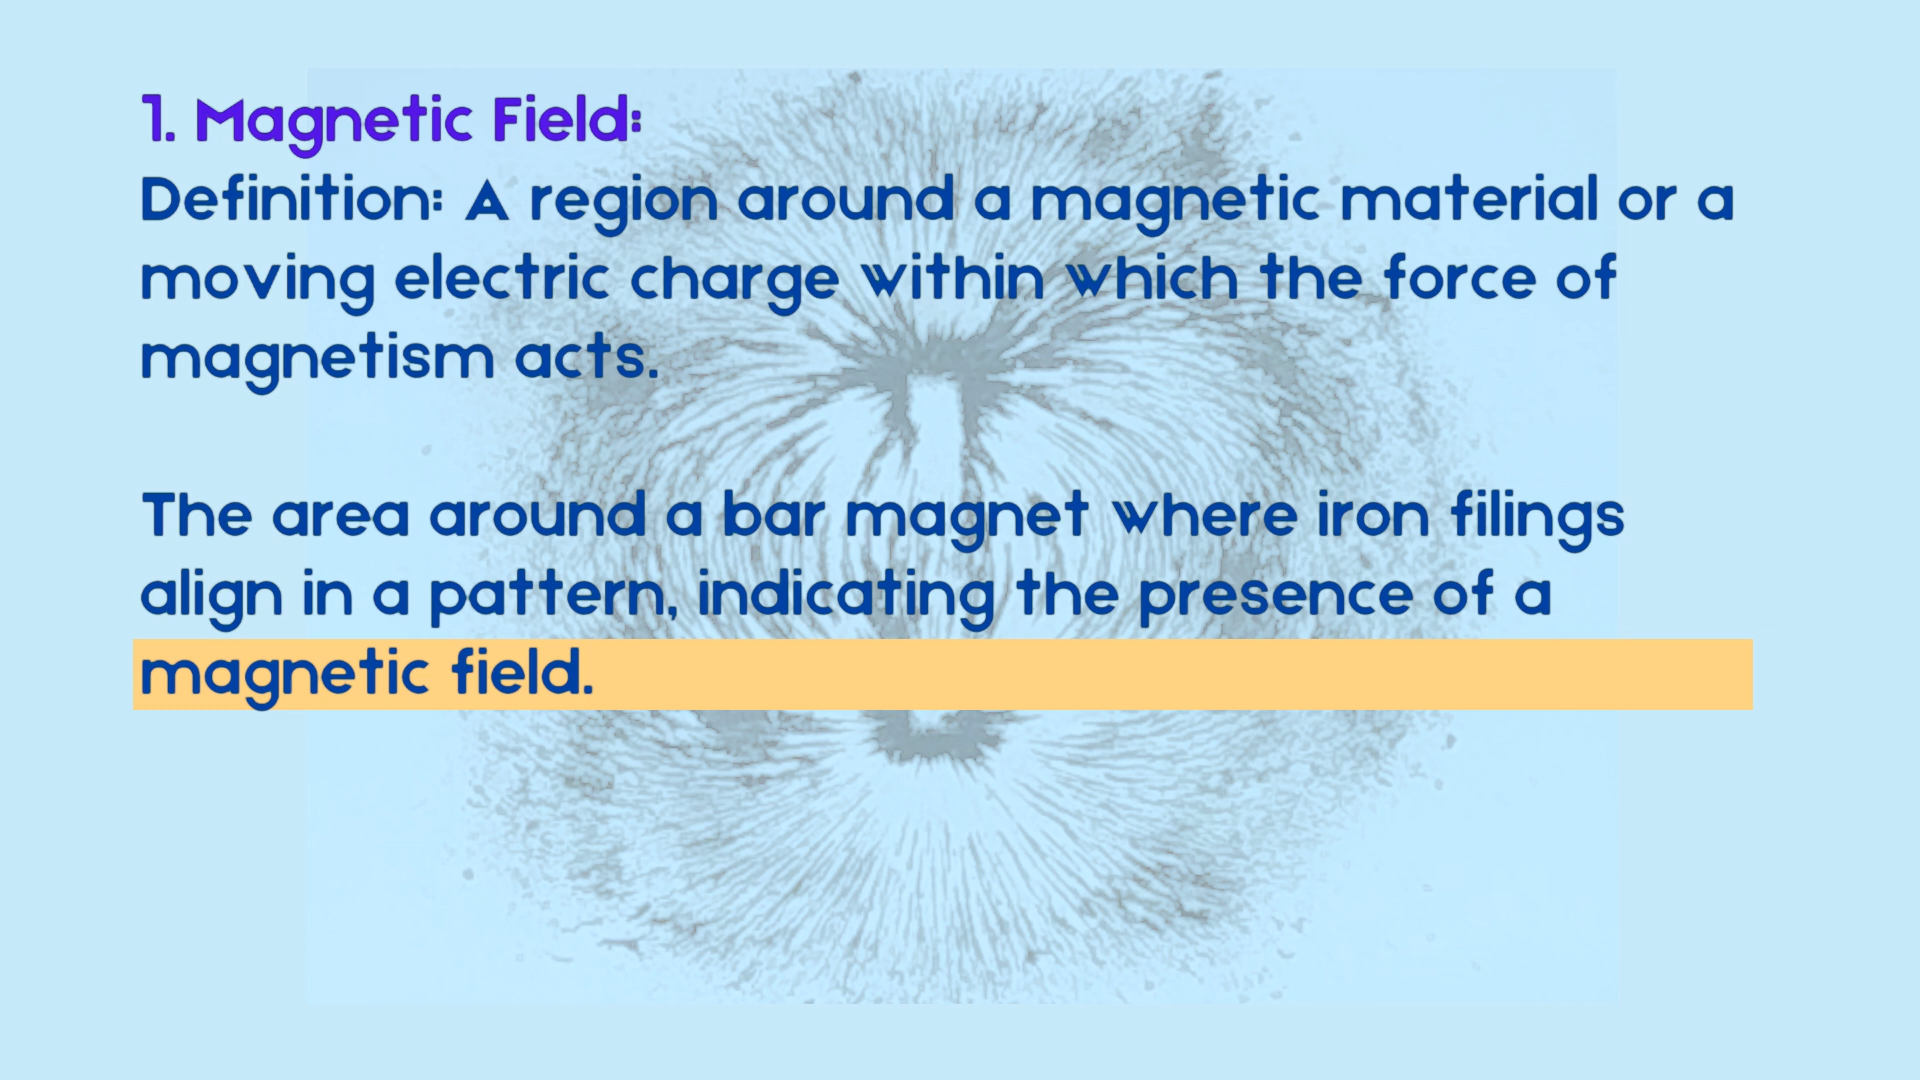 1. Magnetic Field:
Definition: A region around a magnetic material or a
moving electric charge within which the force of
magnetism acts.
The area around a bar magnet where iron filings
align in a pattern, indicating the presence of a
magnetic field.